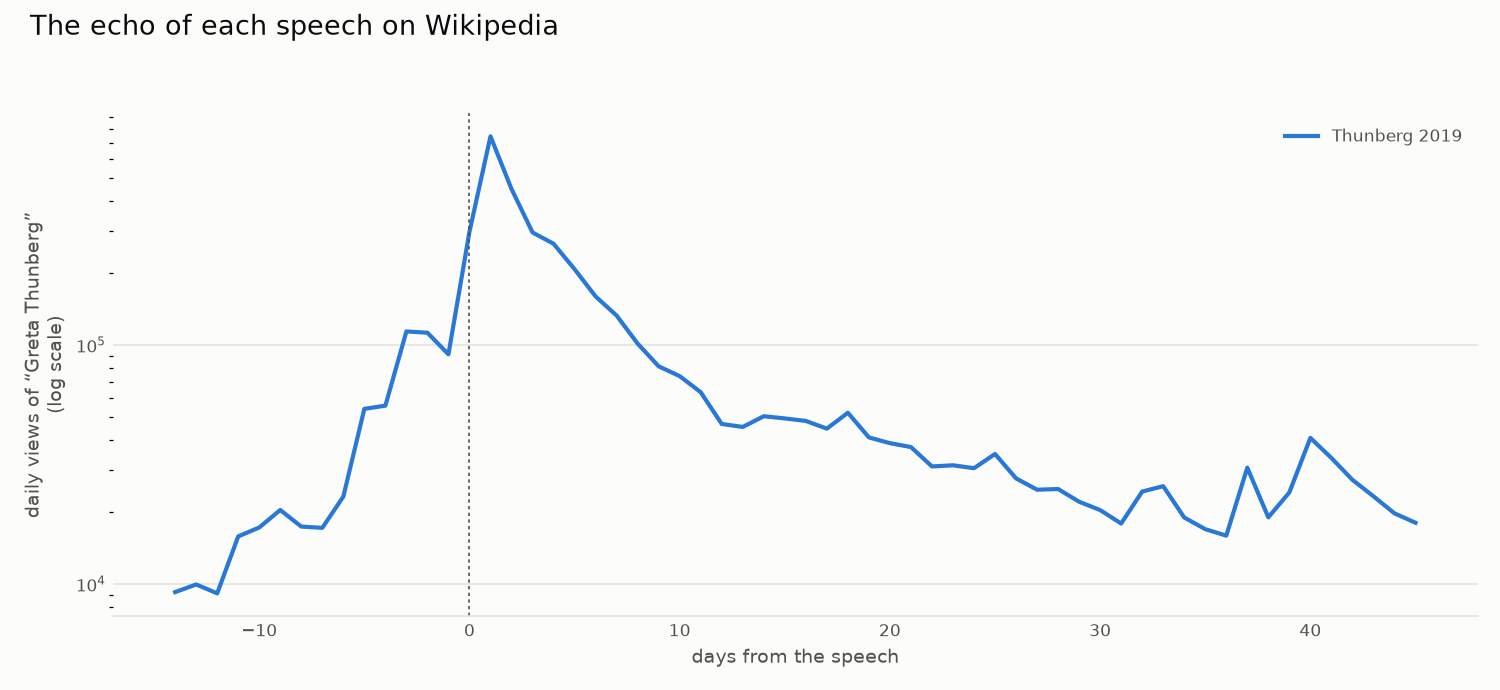 The echo of each speech on Wikipedia
Thunberg 2019
daily views of “Greta Thunberg”
(log scale)
10⁵
10⁴
−10 0 10 20 30 40
days from the speech